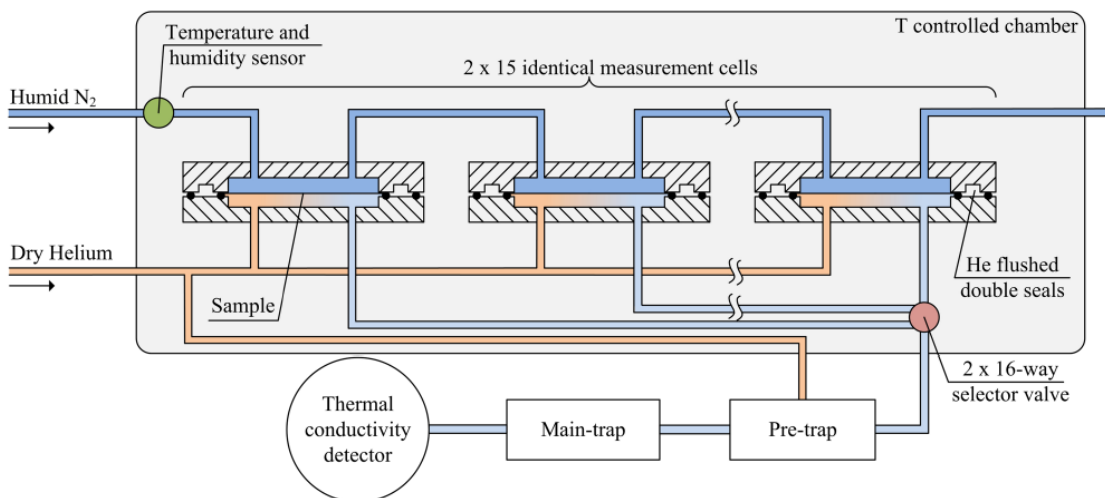 T controlled chamber
Temperature and
humidity sensor
2 x 15 identical measurement cells
Humid N₂
Dry Helium
Sample
He flushed
double seals
2 x 16-way
selector valve
Thermal
conductivity
detector
Main-trap
Pre-trap